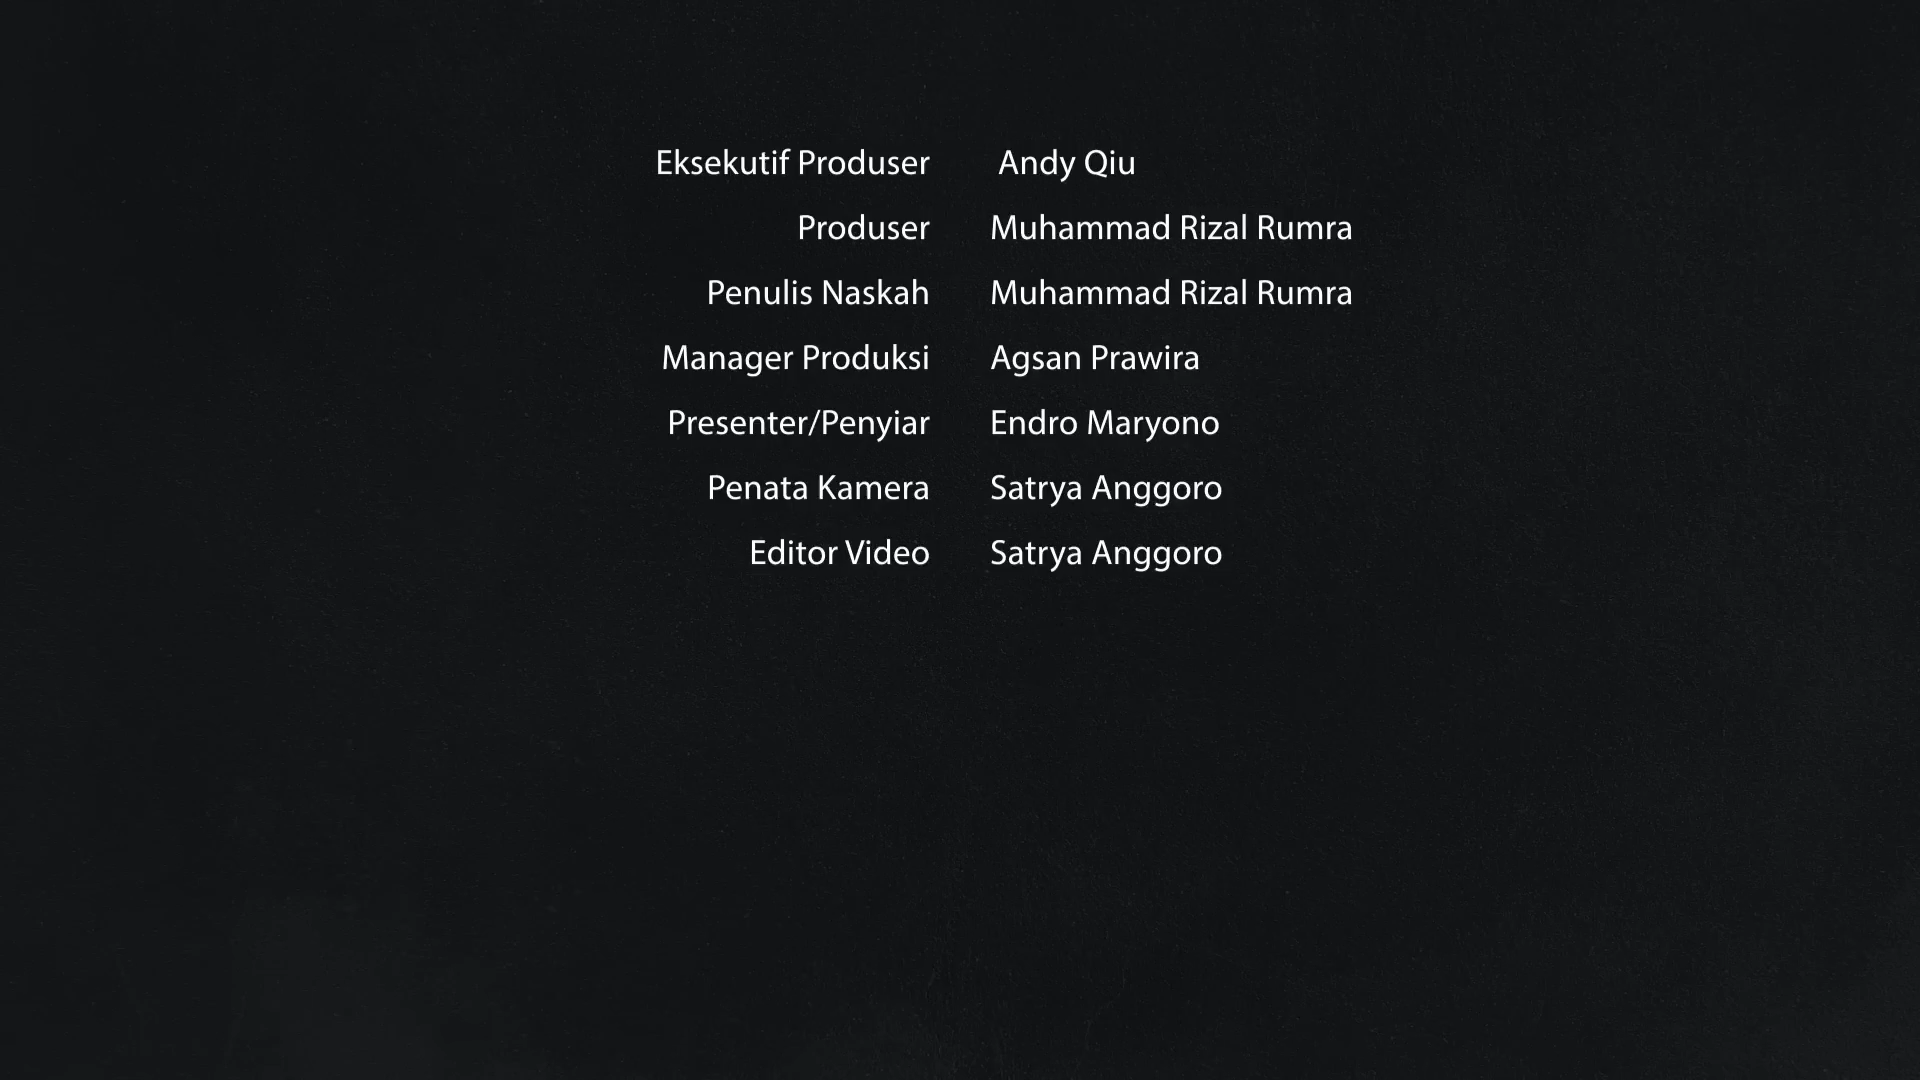 Eksekutif Produser Andy Qiu
Produser Muhammad Rizal Rumra
Penulis Naskah Muhammad Rizal Rumra
Manager Produksi Agsan Prawira
Presenter/Penyiar Endro Maryono
Penata Kamera Satrya Anggoro
Editor Video Satrya Anggoro